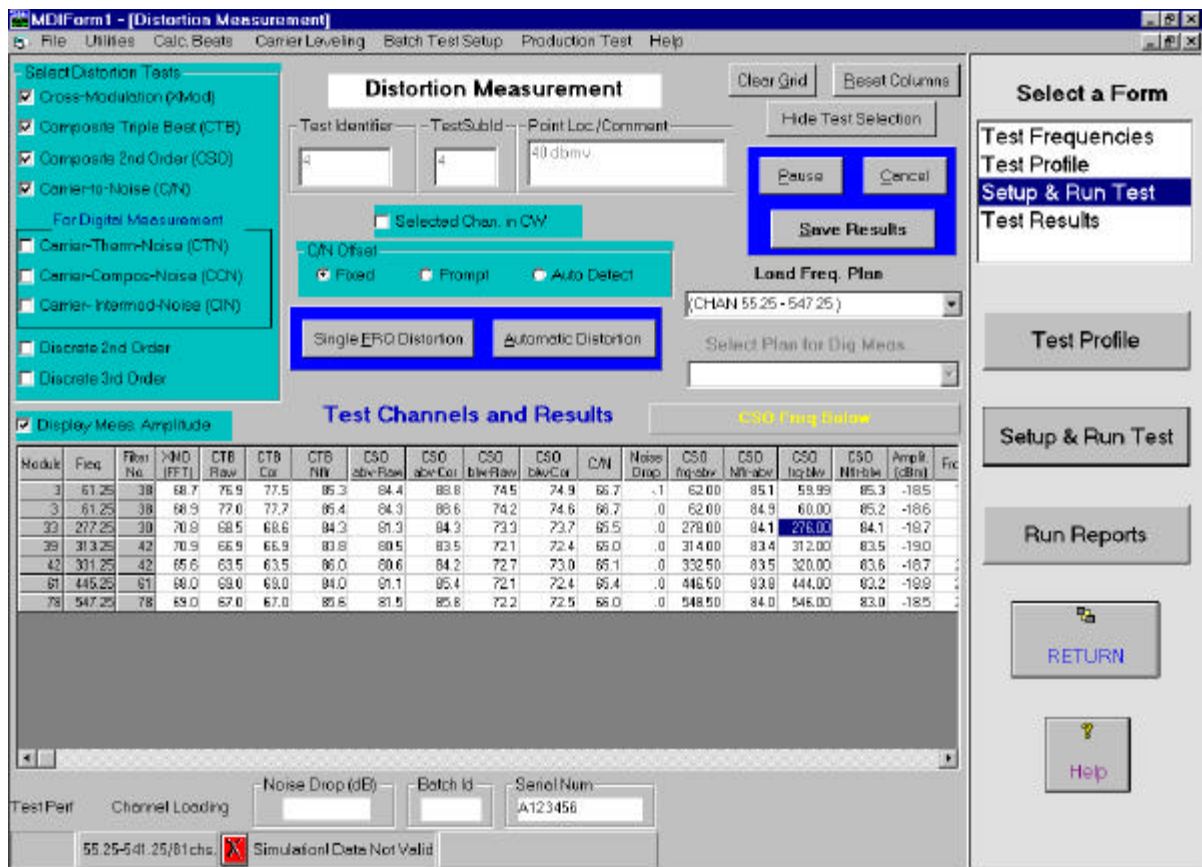 MDIForm1 - [Distortion Measurement]
File Utilities Calc. Beats Carrier Leveling Batch Test Setup Production Test Help
Select Distortion Tests
Cross-Modulation (XMod)
Composite Triple Beat (CTB)
Composite 2nd Order (CSO)
Carrier-to-Noise (C/N)
For Digital Measurement
Carrier-Therm-Noise (CTN)
Carrier-Compos-Noise (CCN)
Carrier- Intermod-Noise (CIN)
Discrete 2nd Order
Discrete 3rd Order
Display Meas. Amplitude
Distortion Measurement
Test Identifier
4
TestSubId
4
Point Loc./Comment
40 dbmv
Selected Chan. in CW
C/N Offset
Fixed Prompt Auto Detect
Single FRQ Distortion Automatic Distortion
Clear Grid Reset Columns
Hide Test Selection
Pause Cancel
Save Results
Load Freq. Plan
(CHAN 55.25 - 547.25 )
Select Plan for Dig Meas.
Test Channels and Results
CSO Freq Below
Module Freq. Filter No. XMD (FFT) CTB Raw CTB Cor CTB Nflr CSO abv-Raw CSO abv-Cor CSO blw-Raw CSO blw-Cor C/N Noise Drop CSO frq-abv CSO Nflr-abv CSO frq-blw CSO Nflr-blw Amplt. (dBm)
3 61.25 38 68.7 76.9 77.5 85.3 84.4 88.8 74.5 74.9 66.7 -.1 62.00 85.1 59.99 85.3 -18.5
3 61.25 38 68.9 77.0 77.7 85.4 84.3 88.6 74.2 74.6 66.7 .0 62.00 84.9 60.00 85.2 -18.6
33 277.25 30 70.8 68.5 68.6 84.3 81.3 84.3 73.3 73.7 65.5 .0 278.00 84.1 276.00 84.1 -18.7
39 313.25 42 70.9 66.9 66.9 83.8 80.5 83.5 72.1 72.4 65.0 .0 314.00 83.4 312.00 83.5 -19.0
42 331.25 42 65.6 63.5 63.5 86.0 80.6 84.2 72.7 73.0 65.1 .0 332.50 83.5 320.00 83.6 -18.7
61 445.25 61 68.0 69.0 69.0 84.0 81.1 85.4 72.1 72.4 65.4 .0 446.50 83.8 444.00 83.2 -18.8
78 547.25 78 69.0 67.0 67.0 85.6 81.5 85.8 72.2 72.5 66.0 .0 548.50 84.0 546.00 83.0 -18.5
Noise Drop (dB)
Batch Id
Serial Num
A123456
Test Perf Channel Loading
55.25-541.25/81chs. X Simulation! Data Not Valid
Select a Form
Test Frequencies
Test Profile
Setup & Run Test
Test Results
Test Profile
Setup & Run Test
Run Reports
RETURN
Help